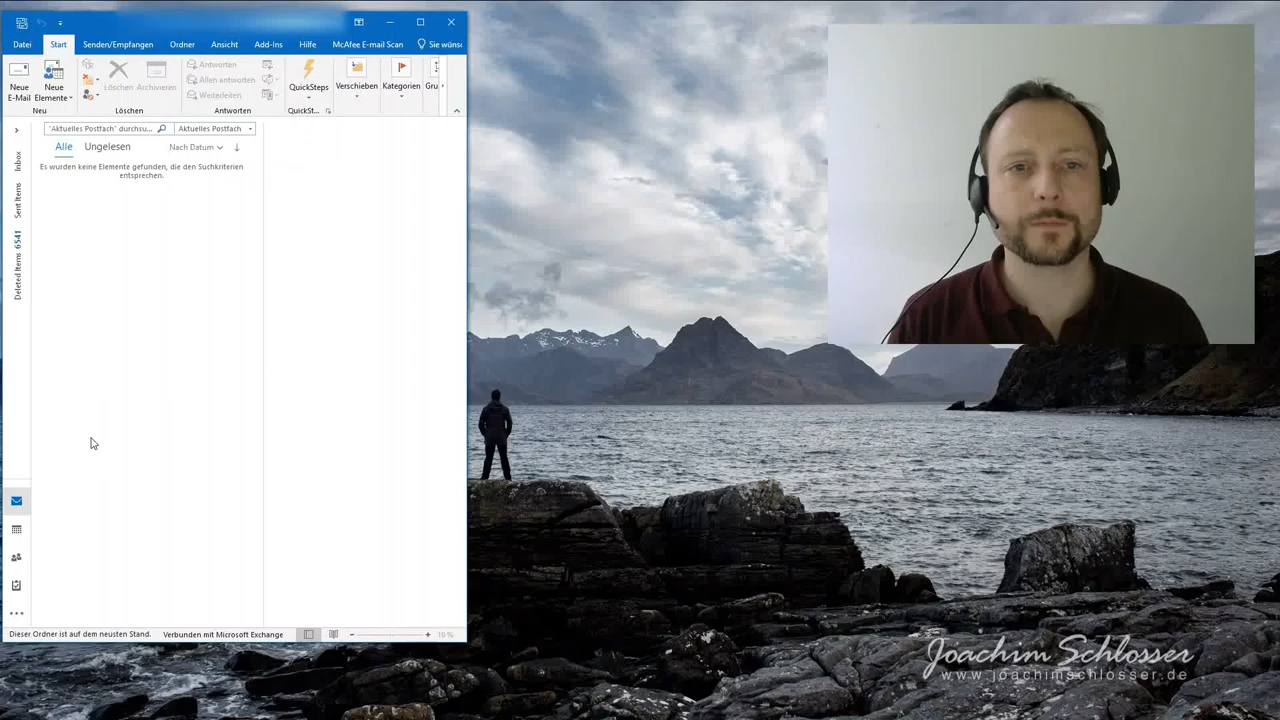 Datei Start Senden/Empfangen Ordner Ansicht Add-Ins Hilfe McAfee E-mail Scan Sie wüns
Neue E-Mail
Neue Elemente
Löschen
Archivieren
Antworten
Allen antworten
Weiterleiten
QuickSteps
Verschieben
Kategorien
Gru
Neu Löschen Antworten QuickSt...
"Aktuelles Postfach" durchsu... Aktuelles Postfach
Alle Ungelesen Nach Datum
Es wurden keine Elemente gefunden, die den Suchkriterien
entsprechen.
Inbox
Sent Items
Deleted Items 6541
Dieser Ordner ist auf dem neusten Stand. Verbunden mit Microsoft Exchange 10 %
Joachim Schlosser
www.joachimschlosser.de